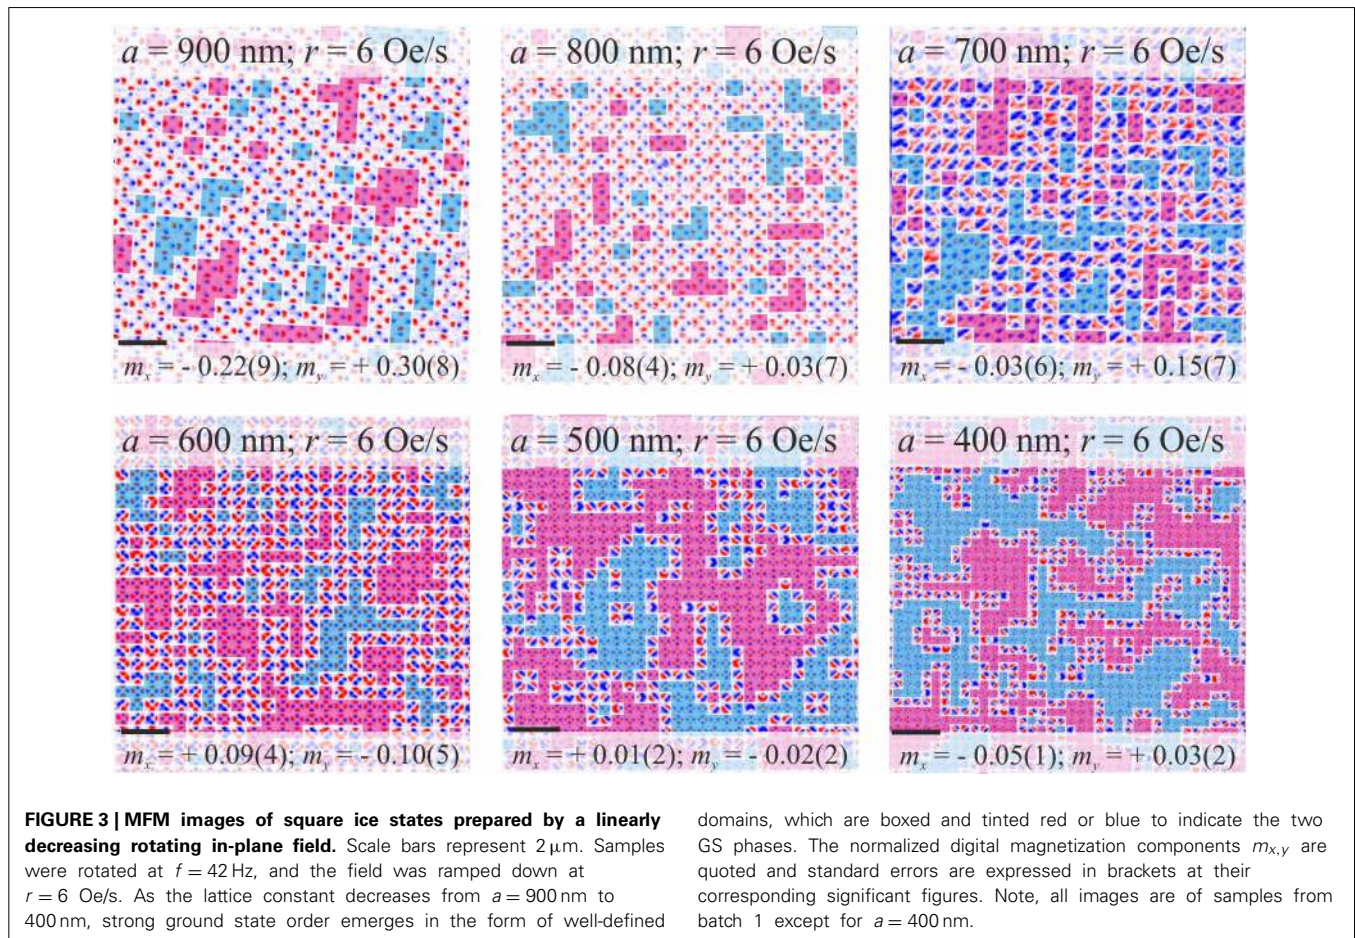 a = 900 nm; r = 6 Oe/s
a = 800 nm; r = 6 Oe/s
a = 700 nm; r = 6 Oe/s
mx = - 0.22(9); my = + 0.30(8)
mx = - 0.08(4); my = + 0.03(7)
mx = - 0.03(6); my = + 0.15(7)
a = 600 nm; r = 6 Oe/s
a = 500 nm; r = 6 Oe/s
a = 400 nm; r = 6 Oe/s
mx = + 0.09(4); my = - 0.10(5)
mx = + 0.01(2); my = - 0.02(2)
mx = - 0.05(1); my = + 0.03(2)
FIGURE 3 | MFM images of square ice states prepared by a linearly
decreasing rotating in-plane field. Scale bars represent 2 μm. Samples
were rotated at f = 42 Hz, and the field was ramped down at
r = 6 Oe/s. As the lattice constant decreases from a = 900 nm to
400 nm, strong ground state order emerges in the form of well-defined
domains, which are boxed and tinted red or blue to indicate the two
GS phases. The normalized digital magnetization components mx,y are
quoted and standard errors are expressed in brackets at their
corresponding significant figures. Note, all images are of samples from
batch 1 except for a = 400 nm.